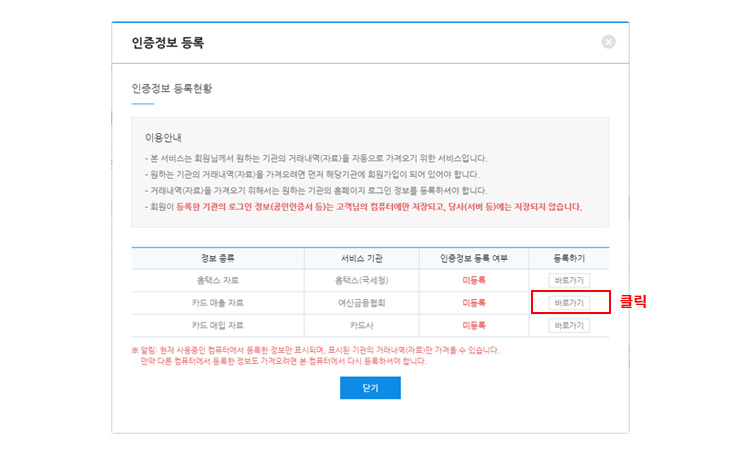 인증정보 등록
인증정보 등록현황
이용안내
- 본 서비스는 회원님께서 원하는 기관의 거래내역(자료)을 자동으로 가져오기 위한 서비스입니다.
- 원하는 기관의 거래내역(자료)을 가져오려면 먼저 해당기관에 회원가입이 되어 있어야 합니다.
- 거래내역(자료)을 가져오기 위해서는 원하는 기관의 홈페이지 로그인 정보를 등록하셔야 합니다.
- 회원이 등록한 기관의 로그인 정보(공인인증서 등)는 고객님의 컴퓨터에만 저장되고, 당사(서버 등)에는 저장되지 않습니다.
정보 종류 서비스 기관 인증정보 등록 여부 등록하기
홈택스 자료 홈택스(국세청) 미등록 바로가기
카드 매출 자료 여신금융협회 미등록 바로가기 클릭
카드 매입 자료 카드사 미등록 바로가기
※ 알림: 현재 사용중인 컴퓨터에서 등록한 정보만 표시되며, 표시된 기관의 거래내역(자료)만 가져올 수 있습니다.
만약 다른 컴퓨터에서 등록한 정보도 가져오려면 본 컴퓨터에서 다시 등록하셔야 합니다.
닫기